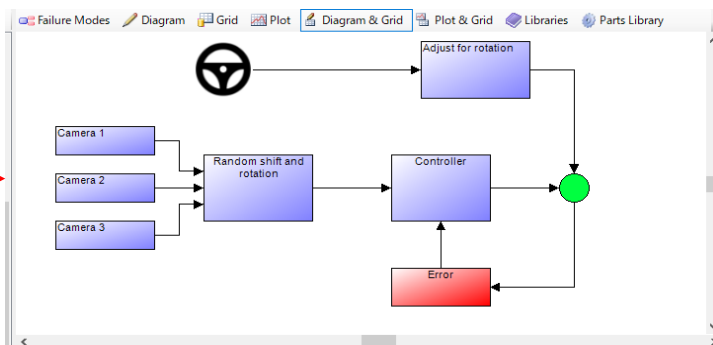 Failure Modes Diagram Grid Plot Diagram & Grid Plot & Grid Libraries Parts Library
Adjust for rotation
Camera 1
Camera 2
Camera 3
Random shift and
rotation
Controller
Error